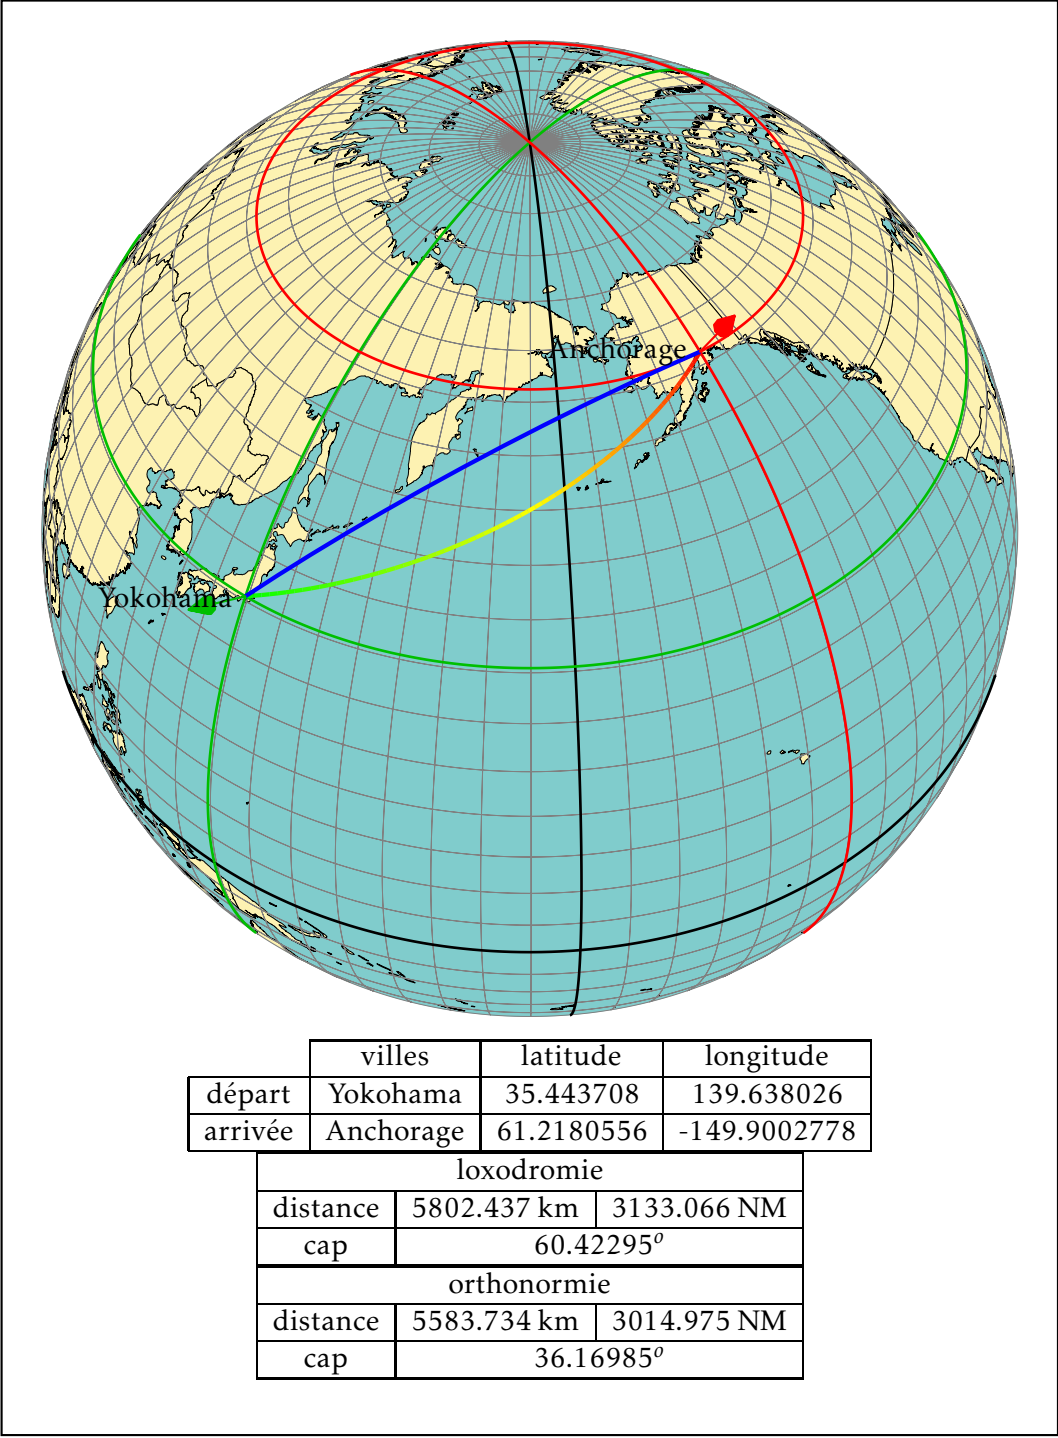 Anchorage
Yokohama
villes latitude longitude
départ Yokohama 35.443708 139.638026
arrivée Anchorage 61.2180556 -149.9002778
loxodromie
distance 5802.437 km 3133.066 NM
cap 60.42295°
orthonormie
distance 5583.734 km 3014.975 NM
cap 36.16985°